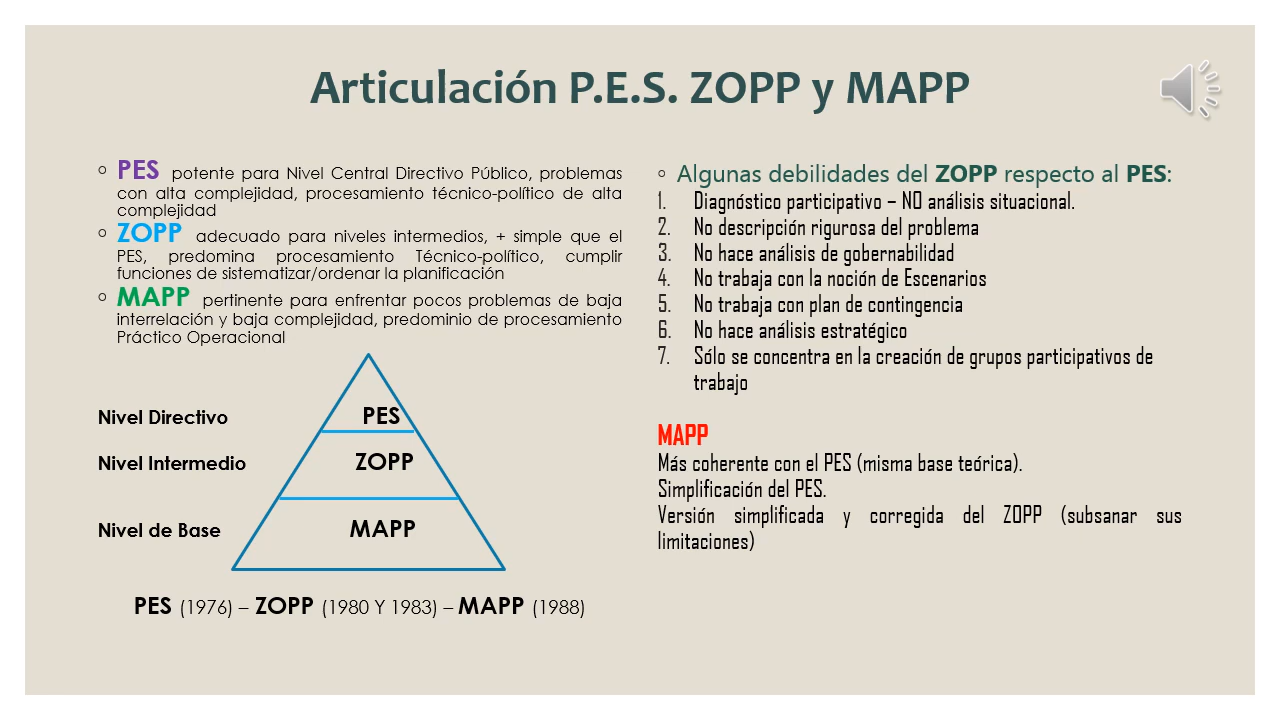 Articulación P.E.S. ZOPP y MAPP
PES potente para Nivel Central Directivo Público, problemas
con alta complejidad, procesamiento técnico-político de alta
complejidad
ZOPP adecuado para niveles intermedios, + simple que el
PES, predomina procesamiento Técnico-político, cumplir
funciones de sistematizar/ordenar la planificación
MAPP pertinente para enfrentar pocos problemas de baja
interrelación y baja complejidad, predominio de procesamiento
Práctico Operacional
Nivel Directivo PES
Nivel Intermedio ZOPP
Nivel de Base MAPP
PES (1976) – ZOPP (1980 Y 1983) – MAPP (1988)
Algunas debilidades del ZOPP respecto al PES:
1. Diagnóstico participativo – NO análisis situacional.
2. No descripción rigurosa del problema
3. No hace análisis de gobernabilidad
4. No trabaja con la noción de Escenarios
5. No trabaja con plan de contingencia
6. No hace análisis estratégico
7. Sólo se concentra en la creación de grupos participativos de
trabajo
MAPP
Más coherente con el PES (misma base teórica).
Simplificación del PES.
Versión simplificada y corregida del ZOPP (subsanar sus
limitaciones)